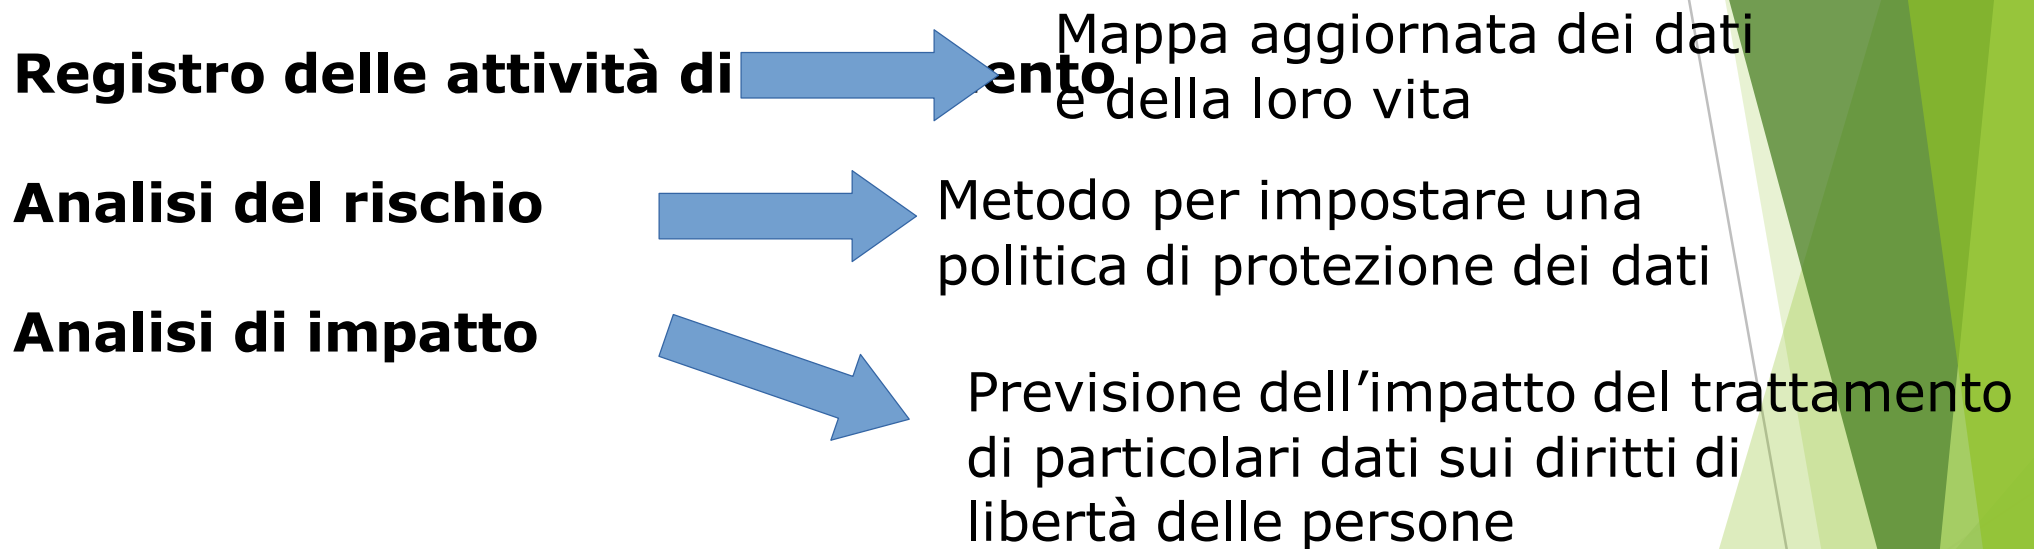 Registro delle attività di ento
Mappa aggiornata dei dati
e della loro vita
Analisi del rischio
Metodo per impostare una
politica di protezione dei dati
Analisi di impatto
Previsione dell’impatto del trattamento
di particolari dati sui diritti di
libertà delle persone